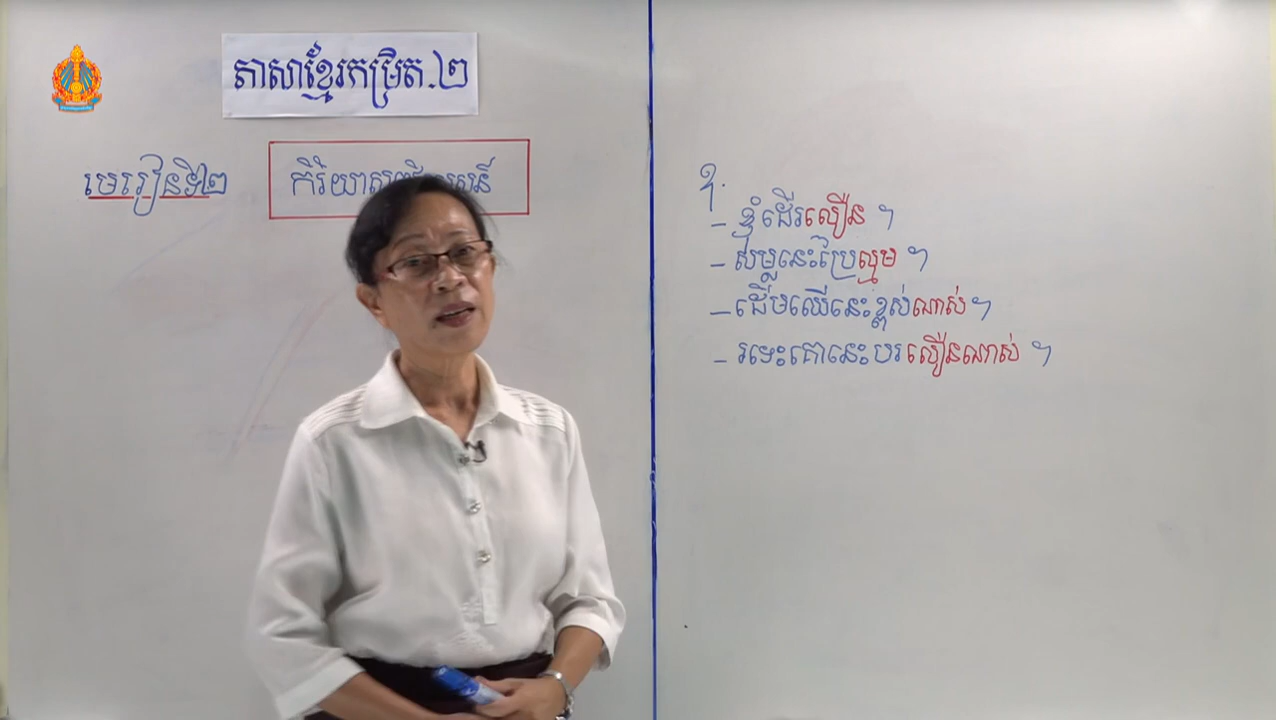 ភាសាខ្មែរកម្រិត.២
មេរៀនទី២
ឧ.
- ខ្ញុំដើរលឿន ។
- សម្លនេះប្រៃល្មម ។
- ដើមឈើនេះខ្ពស់ណាស់ ។
- រទេះគោនេះបរលឿនណាស់ ។